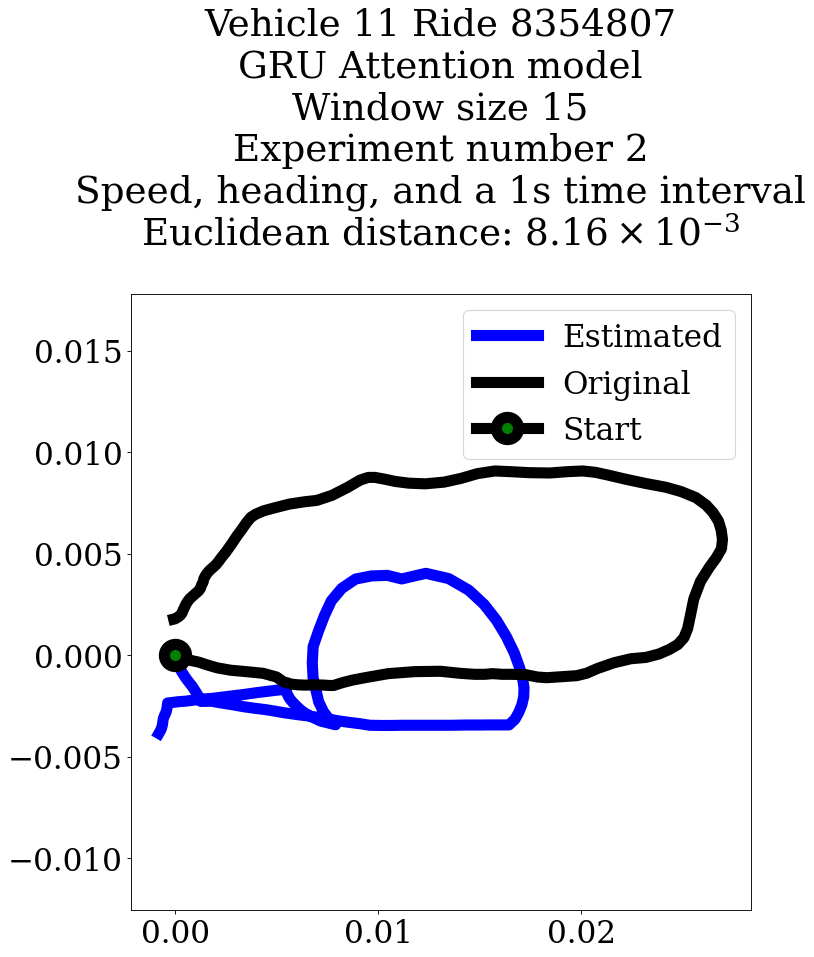 Vehicle 11 Ride 8354807
GRU Attention model
Window size 15
Experiment number 2
Speed, heading, and a 1s time interval
Euclidean distance: 8.16 × 10⁻³
Estimated
Original
Start
0.015
0.010
0.005
0.000
−0.005
−0.010
0.00 0.01 0.02